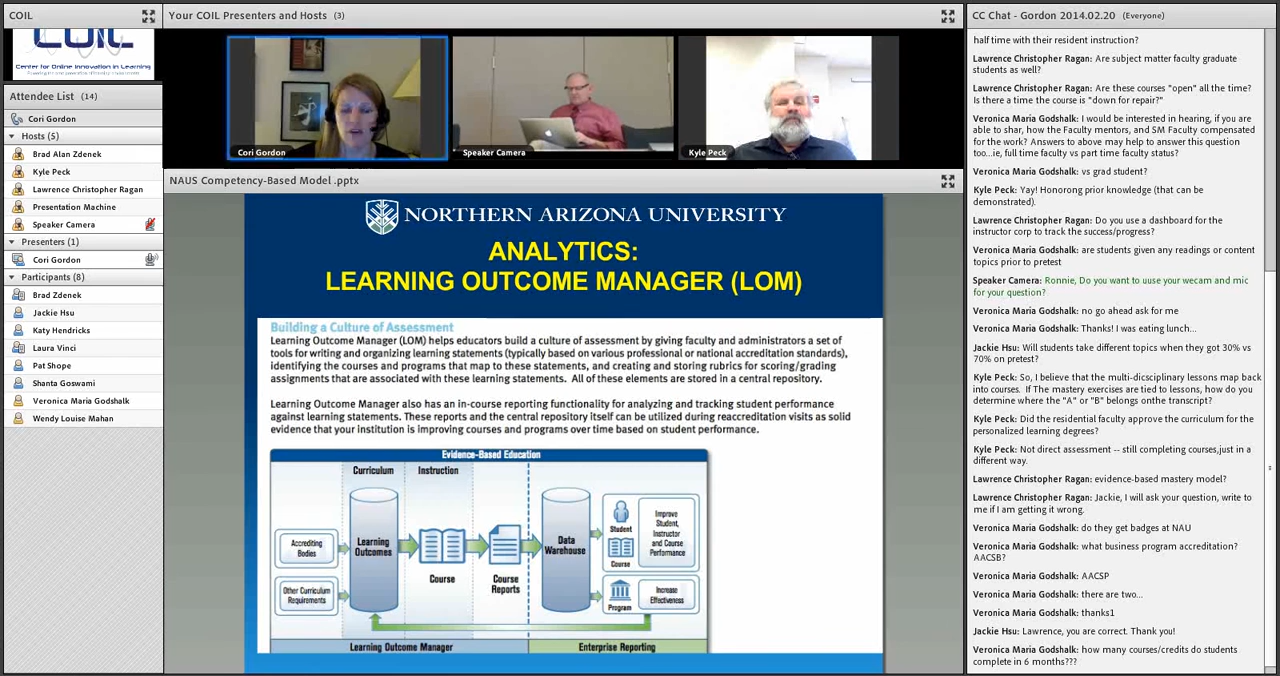 COIL
Your COIL Presenters and Hosts (3)
CC Chat - Gordon 2014.02.20 (Everyone)
COIL
Center for Online Innovation in Learning
Attendee List (14)
Cori Gordon
Hosts (5)
Brad Alan Zdenek
Kyle Peck
Lawrence Christopher Ragan
Presentation Machine
Speaker Camera
Presenters (1)
Cori Gordon
Participants (8)
Brad Zdenek
Jackie Hsu
Katy Hendricks
Laura Vinci
Pat Shope
Shanta Goswami
Veronica Maria Godshalk
Wendy Louise Mahan
Cori Gordon
Speaker Camera
Kyle Peck
NAUS Competency-Based Model .pptx
NORTHERN ARIZONA UNIVERSITY
ANALYTICS:
LEARNING OUTCOME MANAGER (LOM)
Building a Culture of Assessment
Learning Outcome Manager (LOM) helps educators build a culture of assessment by giving faculty and administrators a set of
tools for writing and organizing learning statements (typically based on various professional or national accreditation standards),
identifying the courses and programs that map to these statements, and creating and storing rubrics for scoring/grading
assignments that are associated with these learning statements. All of these elements are stored in a central repository.
Learning Outcome Manager also has an in-course reporting functionality for analyzing and tracking student performance
against learning statements. These reports and the central repository itself can be utilized during reaccreditation visits as solid
evidence that your institution is improving courses and programs over time based on student performance.
Evidence-Based Education
Curriculum
Instruction
Accrediting
Bodies
Other Curriculum
Requirements
Learning
Outcomes
Course
Course
Reports
Data
Warehouse
Student
Course
Improve
Student,
Instructor
and Course
Performance
Program
Increase
Effectiveness
Learning Outcome Manager
Enterprise Reporting
half time with their resident instruction?
Lawrence Christopher Ragan: Are subject matter faculty graduate
students as well?
Lawrence Christopher Ragan: Are these courses "open" all the time?
Is there a time the course is "down for repair?"
Veronica Maria Godshalk: I would be interested in hearing, if you are
able to share, how the Faculty mentors, and SM Faculty compensated
for the work? Answers to above may help to answer this question
too...ie, full time faculty vs part time faculty status?
Veronica Maria Godshalk: vs grad student?
Kyle Peck: Yay! Honorong prior knowledge (that can be
demonstrated).
Lawrence Christopher Ragan: Do you use a dashboard for the
instructor corp to track the success/progress?
Veronica Maria Godshalk: are students given any readings or content
topics prior to pretest
Speaker Camera: Ronnie, Do you want to uuse your wecam and mic
for your question?
Veronica Maria Godshalk: no go ahead ask for me
Veronica Maria Godshalk: Thanks! I was eating lunch...
Jackie Hsu: Will students take different topics when they got 30% vs
70% on pretest?
Kyle Peck: So, I believe that the multi-dicsciplinary lessons map back
into courses. If The mastery exercises are tied to lessons, how do you
determine where the "A" or "B" belongs onthe transcript?
Kyle Peck: Did the residential faculty approve the curriculum for the
personalized learning degrees?
Kyle Peck: Not direct assessment -- still completing courses,just in a
different way.
Lawrence Christopher Ragan: evidence-based mastery model?
Lawrence Christopher Ragan: Jackie, I will ask your question, write to
me if I am getting it wrong.
Veronica Maria Godshalk: do they get badges at NAU
Veronica Maria Godshalk: what business program accreditation?
AACSB?
Veronica Maria Godshalk: AACSP
Veronica Maria Godshalk: there are two...
Veronica Maria Godshalk: thanks1
Jackie Hsu: Lawrence, you are correct. Thank you!
Veronica Maria Godshalk: how many courses/credits do students
complete in 6 months???